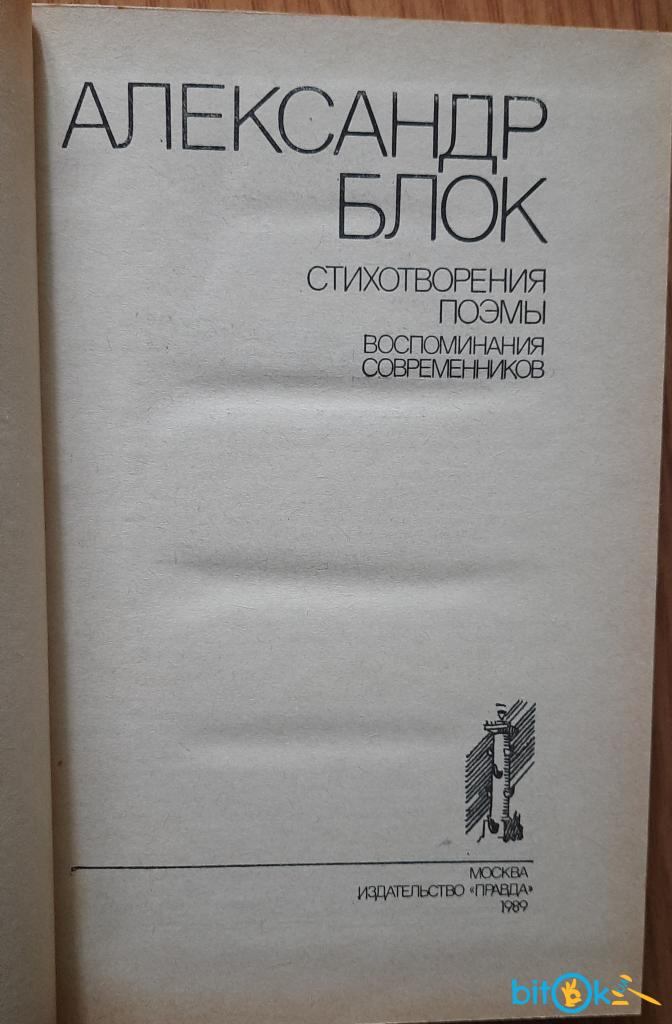 АЛЕКСАНДР
БЛОК
СТИХОТВОРЕНИЯ
ПОЭМЫ
ВОСПОМИНАНИЯ
СОВРЕМЕННИКОВ
МОСКВА
ИЗДАТЕЛЬСТВО «ПРАВДА»
1989
bitOk